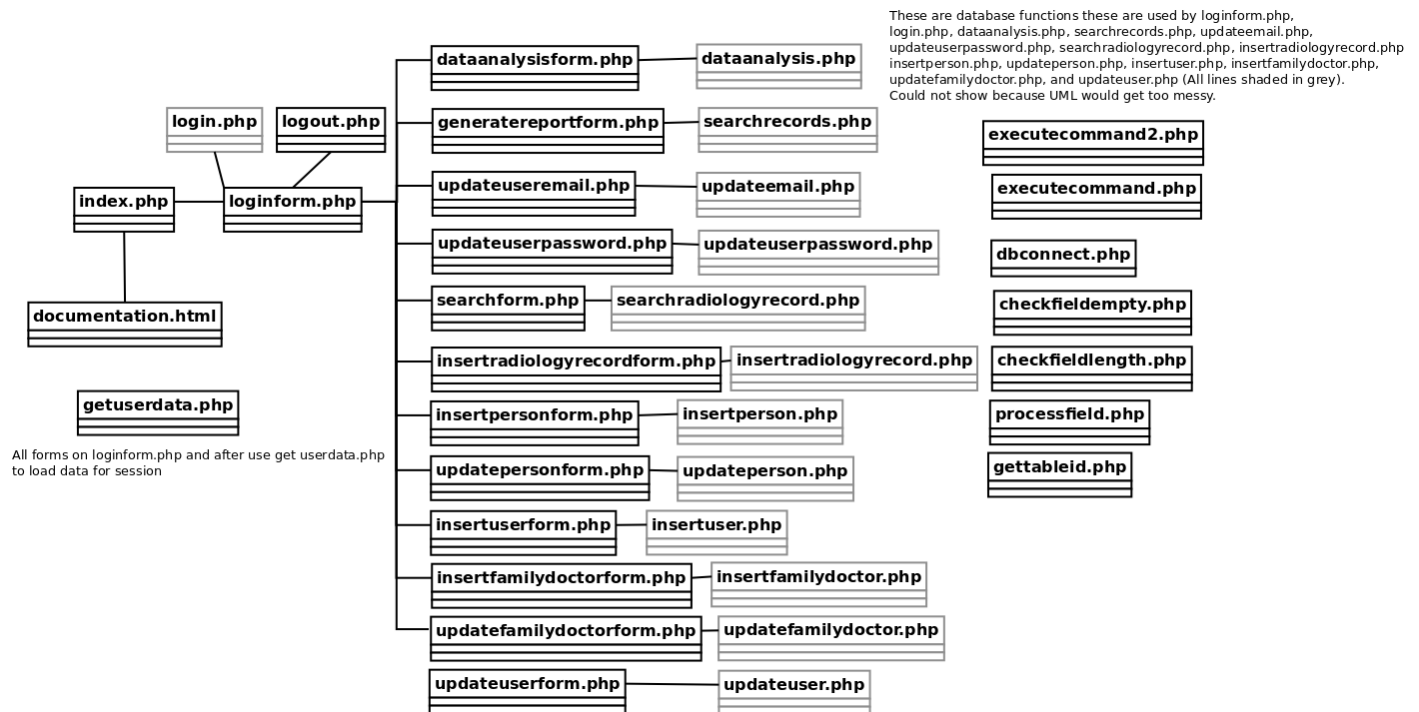 These are database functions these are used by loginform.php,
login.php, dataanalysis.php, searchrecords.php, updateemail.php,
updateuserpassword.php, searchradiologyrecord.php, insertradiologyrecord.php
insertperson.php, updateperson.php, insertuser.php, insertfamilydoctor.php,
updatefamilydoctor.php, and updateuser.php (All lines shaded in grey).
Could not show because UML would get too messy.
login.php
logout.php
index.php
loginform.php
documentation.html
getuserdata.php
All forms on loginform.php and after use get userdata.php
to load data for session
dataanalysisform.php
dataanalysis.php
generatereportform.php
searchrecords.php
updateuseremail.php
updateemail.php
updateuserpassword.php
updateuserpassword.php
searchform.php
searchradiologyrecord.php
insertradiologyrecordform.php
insertradiologyrecord.php
insertpersonform.php
insertperson.php
updatepersonform.php
updateperson.php
insertuserform.php
insertuser.php
insertfamilydoctorform.php
insertfamilydoctor.php
updatefamilydoctorform.php
updatefamilydoctor.php
updateuserform.php
updateuser.php
executecommand2.php
executecommand.php
dbconnect.php
checkfieldempty.php
checkfieldlength.php
processfield.php
gettableid.php